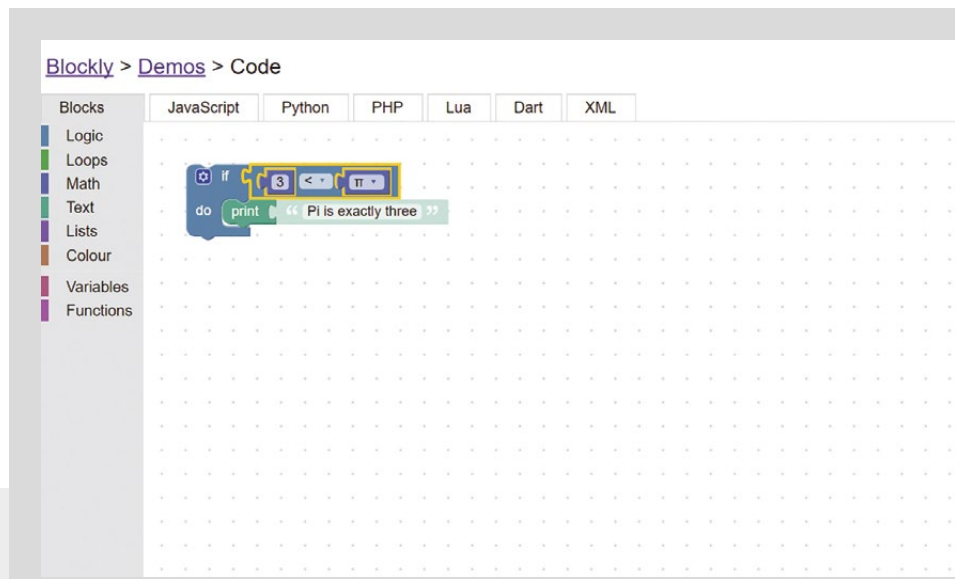 Blockly > Demos > Code
Blocks JavaScript Python PHP Lua Dart XML
Logic
Loops
Math
Text
Lists
Colour
Variables
Functions
if 3 < π
do print “ Pi is exactly three ”